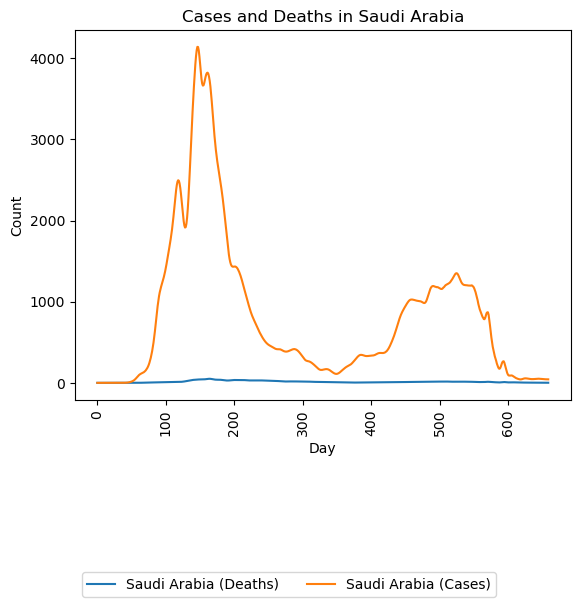 Cases and Deaths in Saudi Arabia
4000
3000
2000
1000
0
Count
0 100 200 300 400 500 600
Day
Saudi Arabia (Deaths) Saudi Arabia (Cases)